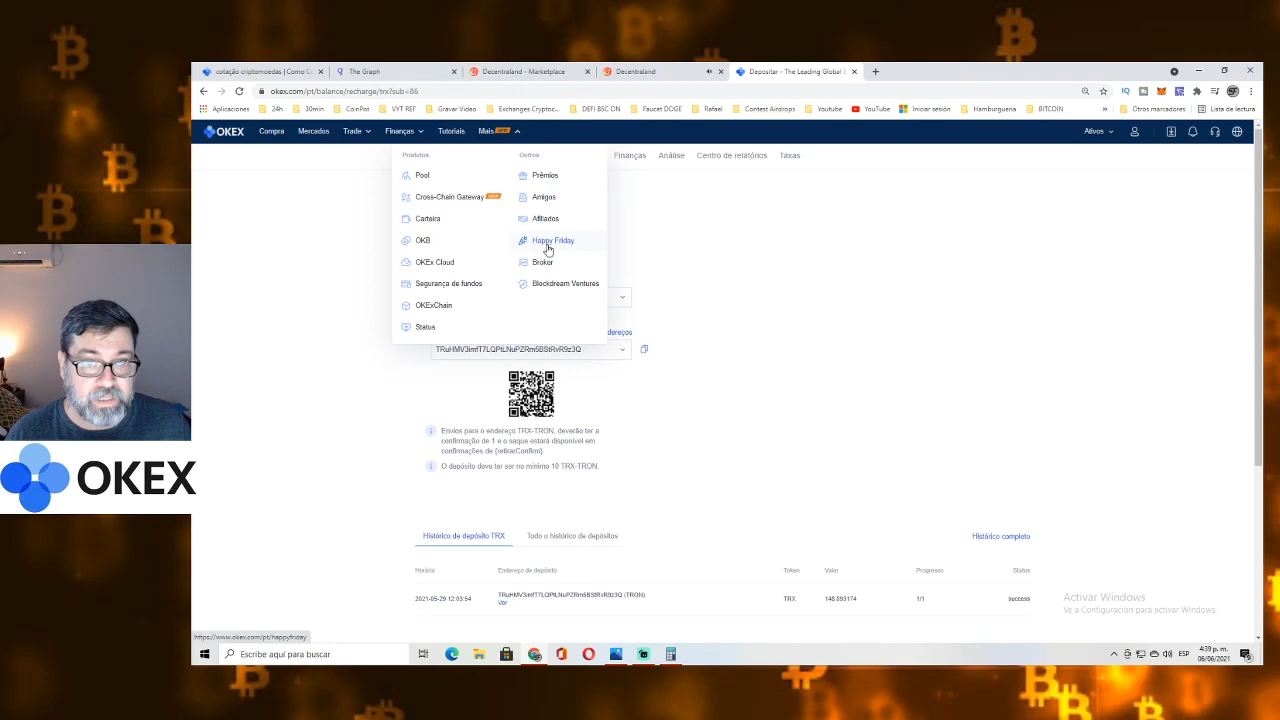 cotação criptomoedas | Como C
The Graph
Decentraland - Marketplace
Decentraland
Depositar - The Leading Global
okex.com/pt/balance/recharge/trx?sub=86
Aplicaciones
24h
30min
CoinPot
VYT REF
Gravar Video
Exchanges Cryptoc...
DEFI BSC ON
Faucet DOGE
Rafael
Contest Airdrops
Youtube
YouTube
Iniciar sesión
Hamburgueria
BITCOIN
Otros marcadores
Lista de lectura
OKEX
Compra
Mercados
Trade
Finanças
Tutoriais
Mais
Ativos
Finanças
Análise
Centro de relatórios
Taxas
Produtos
Pool
Cross-Chain Gateway
Carteira
OKB
OKEx Cloud
Segurança de fundos
OKExChain
Status
Outros
Prêmios
Amigos
Afiliados
Happy Friday
Broker
Blockdream Ventures
dereços
TRuHMV3imfT7LQPtLNuPZRm5BStRvR9z3Q
Envios para o endereço TRX-TRON, deverão ter a
confirmação de 1 e o saque estará disponível em
confirmações de {retirarConfirm}.
O depósito deve ter ser no mínimo 10 TRX-TRON.
OKEX
Histórico de depósito TRX
Todo o histórico de depósitos
Histórico completo
Horário
Endereço de depósito
Token
Valor
Progresso
Status
2021-05-29 12:03:54
TRuHMV3imfT7LQPtLNuPZRm5BStRvR9z3Q (TRON)
Ver
TRX
148.893174
1/1
success
Activar Windows
Ve a Configuración para activar Windows.
https://www.okex.com/pt/happyfriday
Escribe aquí para buscar
ESP
4:39 p. m.
06/06/2021